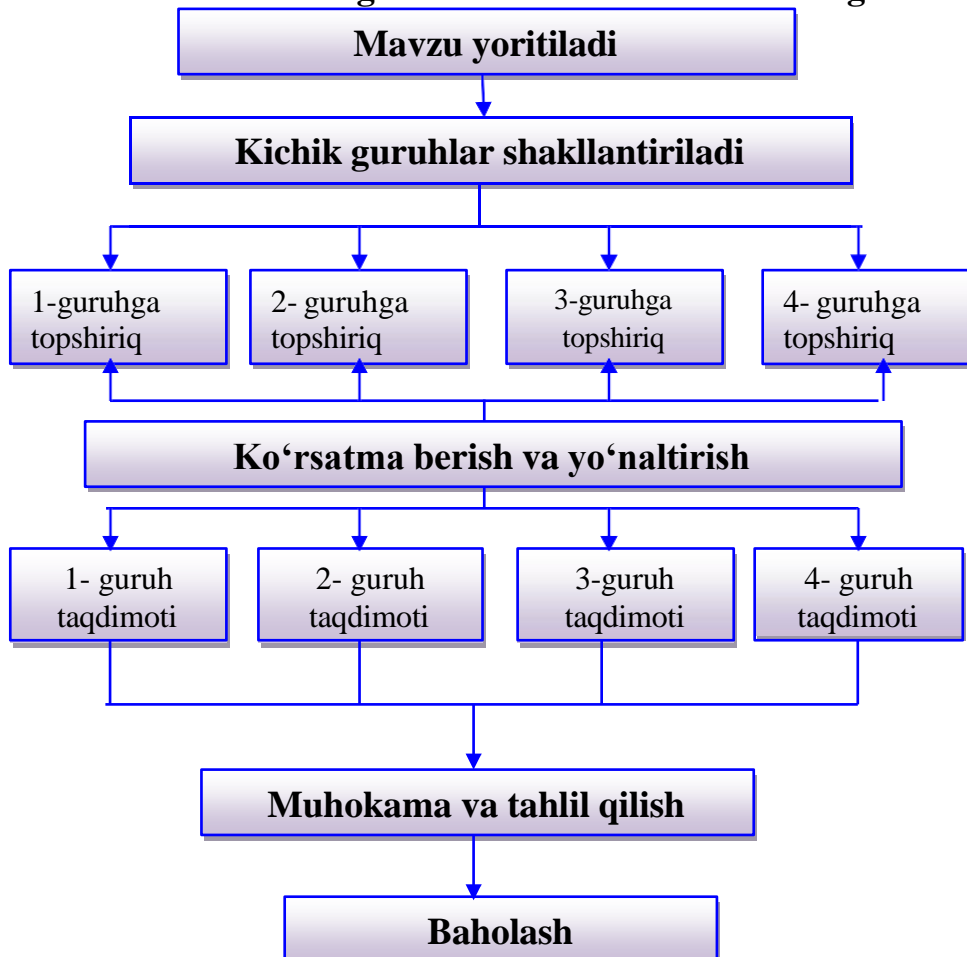 Mavzu yoritiladi
Kichik guruhlar shakllantiriladi
1-guruhga
topshiriq
2- guruhga
topshiriq
3-guruhga
topshiriq
4- guruhga
topshiriq
Ko‘rsatma berish va yo‘naltirish
1- guruh
taqdimoti
2- guruh
taqdimoti
3-guruh
taqdimoti
4- guruh
taqdimoti
Muhokama va tahlil qilish
Baholash